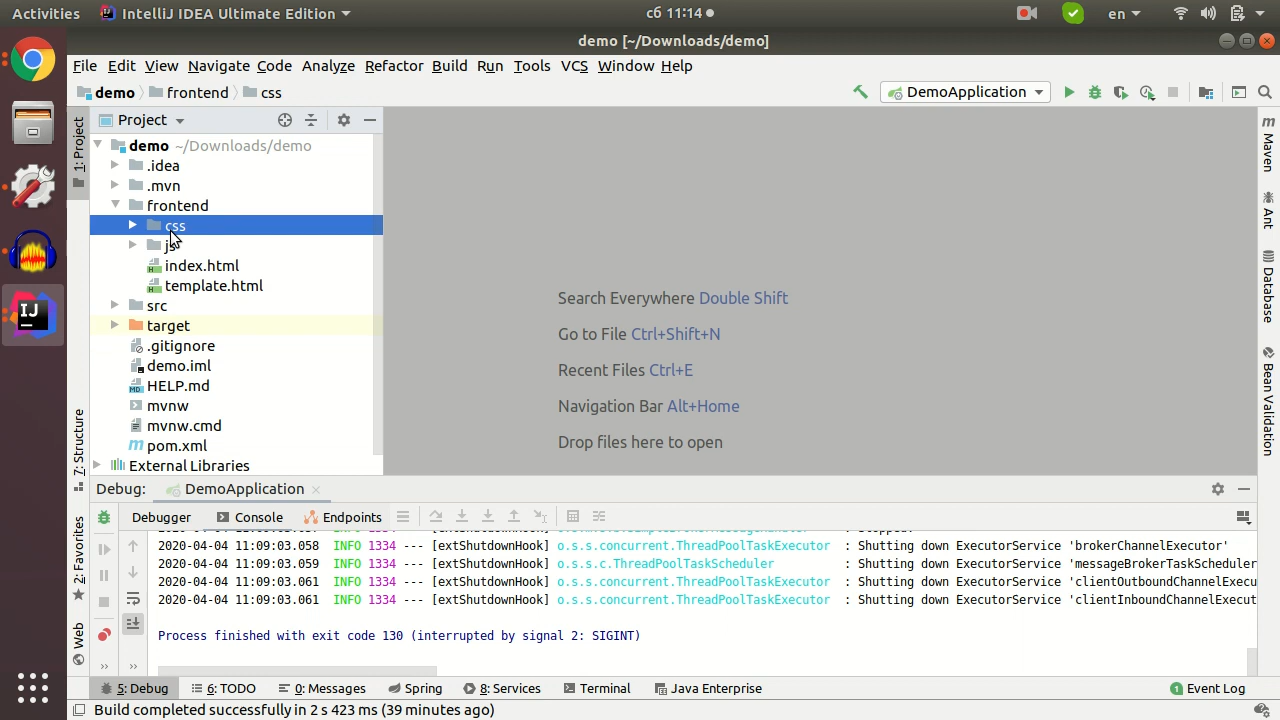 Activities IntelliJ IDEA Ultimate Edition сб 11:14 en
demo [~/Downloads/demo]
File Edit View Navigate Code Analyze Refactor Build Run Tools VCS Window Help
demo frontend css DemoApplication
Project
demo ~/Downloads/demo
.idea
.mvn
frontend
css
js
index.html
template.html
src
target
.gitignore
demo.iml
HELP.md
mvnw
mvnw.cmd
pom.xml
External Libraries
1: Project
7: Structure
2: Favorites
Web
Search Everywhere Double Shift
Go to File Ctrl+Shift+N
Recent Files Ctrl+E
Navigation Bar Alt+Home
Drop files here to open
Maven
Ant
Database
Bean Validation
Debug: DemoApplication
Debugger Console Endpoints
2020-04-04 11:09:03.058 INFO 1334 --- [extShutdownHook] o.s.s.concurrent.ThreadPoolTaskExecutor : Shutting down ExecutorService 'brokerChannelExecutor'
2020-04-04 11:09:03.059 INFO 1334 --- [extShutdownHook] o.s.s.c.ThreadPoolTaskScheduler : Shutting down ExecutorService 'messageBrokerTaskScheduler
2020-04-04 11:09:03.061 INFO 1334 --- [extShutdownHook] o.s.s.concurrent.ThreadPoolTaskExecutor : Shutting down ExecutorService 'clientOutboundChannelExecu
2020-04-04 11:09:03.061 INFO 1334 --- [extShutdownHook] o.s.s.concurrent.ThreadPoolTaskExecutor : Shutting down ExecutorService 'clientInboundChannelExecut
Process finished with exit code 130 (interrupted by signal 2: SIGINT)
5: Debug 6: TODO 0: Messages Spring 8: Services Terminal Java Enterprise 1 Event Log
Build completed successfully in 2 s 423 ms (39 minutes ago)